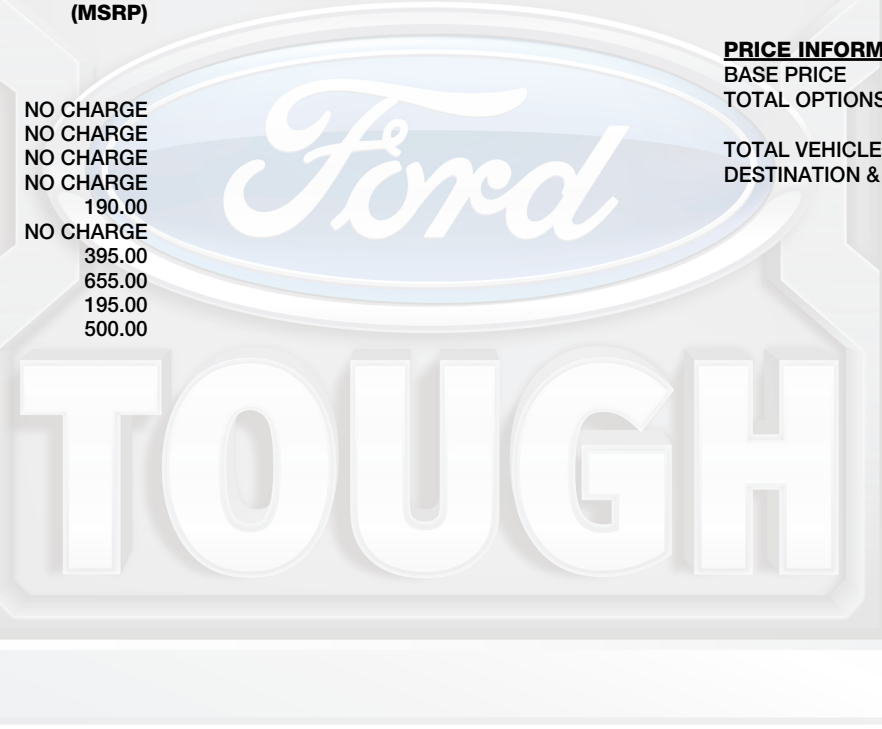 (MSRP)
NO CHARGE
NO CHARGE
NO CHARGE
NO CHARGE
190.00
NO CHARGE
395.00
655.00
195.00
500.00
PRICE INFORM
BASE PRICE
TOTAL OPTIONS
TOTAL VEHICLE
DESTINATION &
Ford
TOUGH